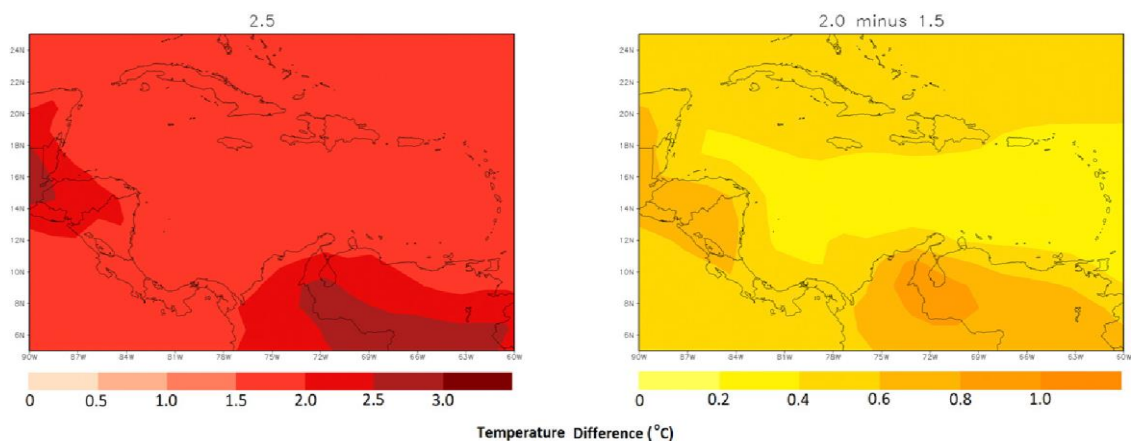 2.5
2.0 minus 1.5
24N
22N
20N
18N
16N
14N
12N
10N
8N
6N
90W 87W 84W 81W 78W 75W 72W 69W 66W 63W 60W
24N
22N
20N
18N
16N
14N
12N
10N
8N
6N
90W 87W 84W 81W 78W 75W 72W 69W 66W 63W 60W
0 0.5 1.0 1.5 2.0 2.5 3.0
0 0.2 0.4 0.6 0.8 1.0
Temperature Difference (°C)